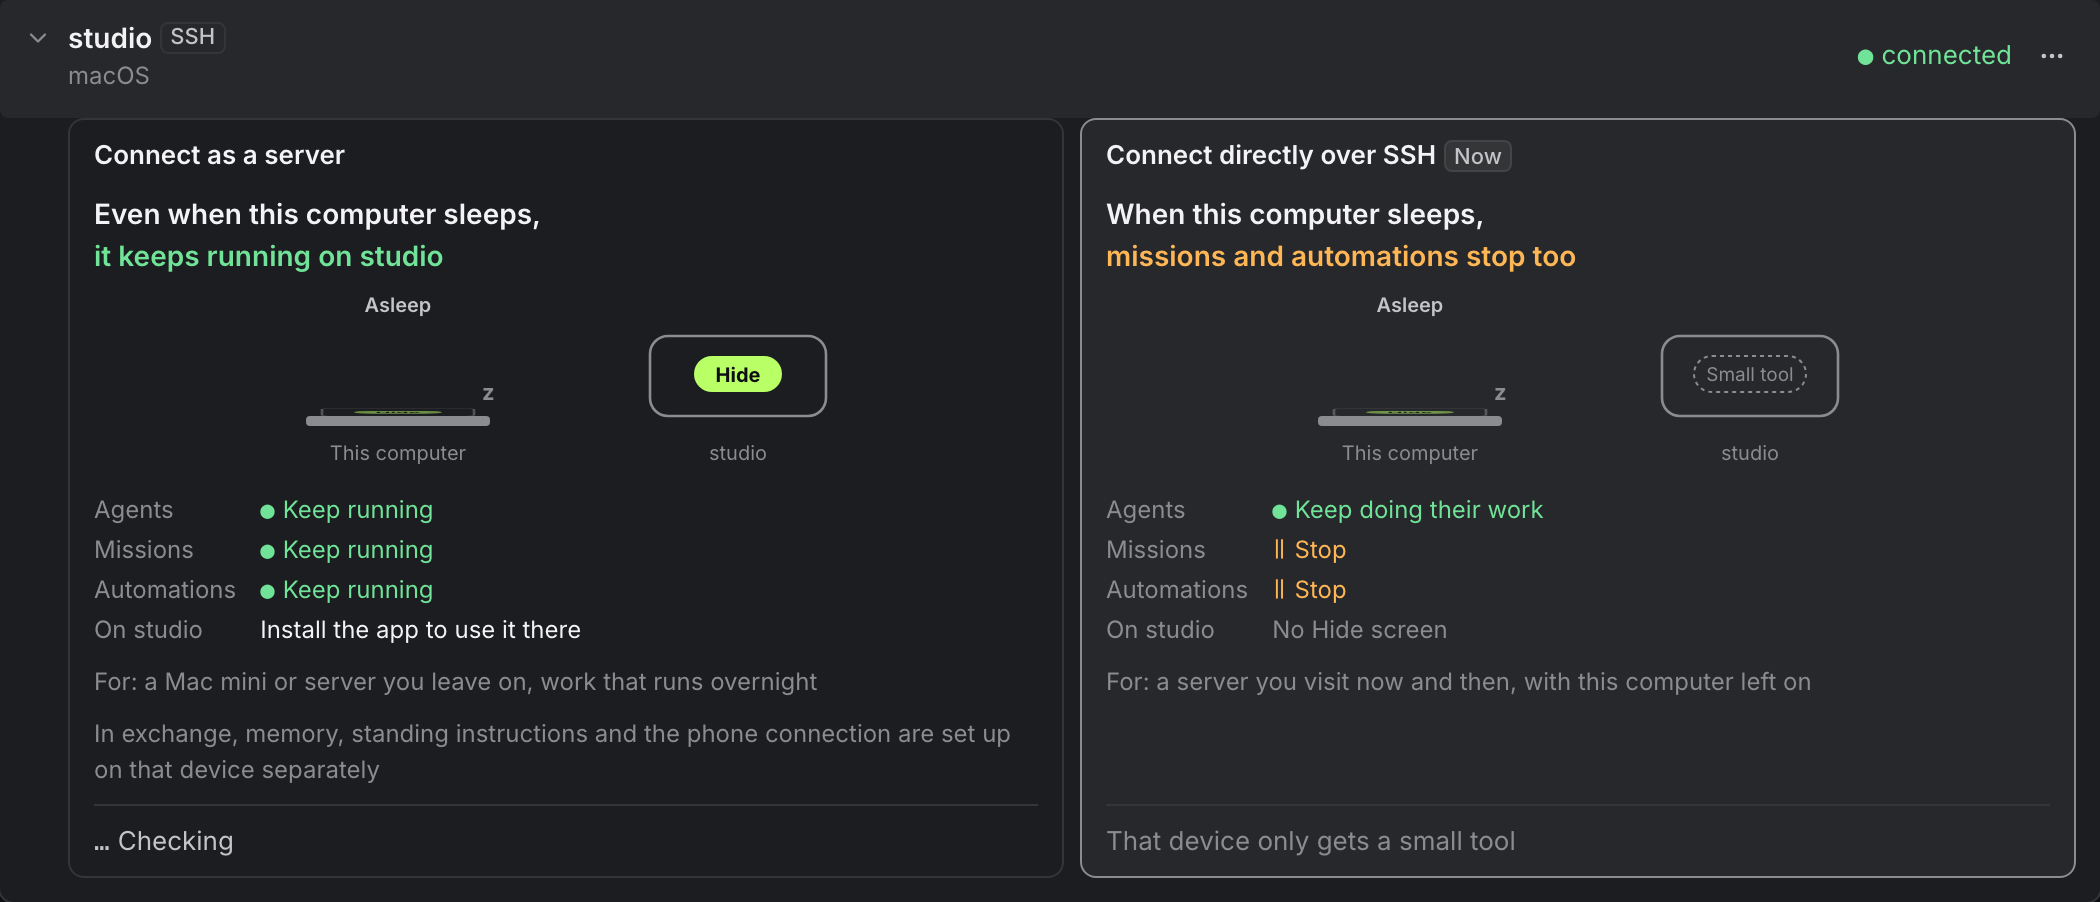 studio SSH
macOS
connected ...
Connect as a server
Even when this computer sleeps,
it keeps running on studio
Asleep
z
Hide
This computer
studio
Agents Keep running
Missions Keep running
Automations Keep running
On studio Install the app to use it there
For: a Mac mini or server you leave on, work that runs overnight
In exchange, memory, standing instructions and the phone connection are set up
on that device separately
... Checking
Connect directly over SSH Now
When this computer sleeps,
missions and automations stop too
Asleep
z
Small tool
This computer
studio
Agents Keep doing their work
Missions Stop
Automations Stop
On studio No Hide screen
For: a server you visit now and then, with this computer left on
That device only gets a small tool